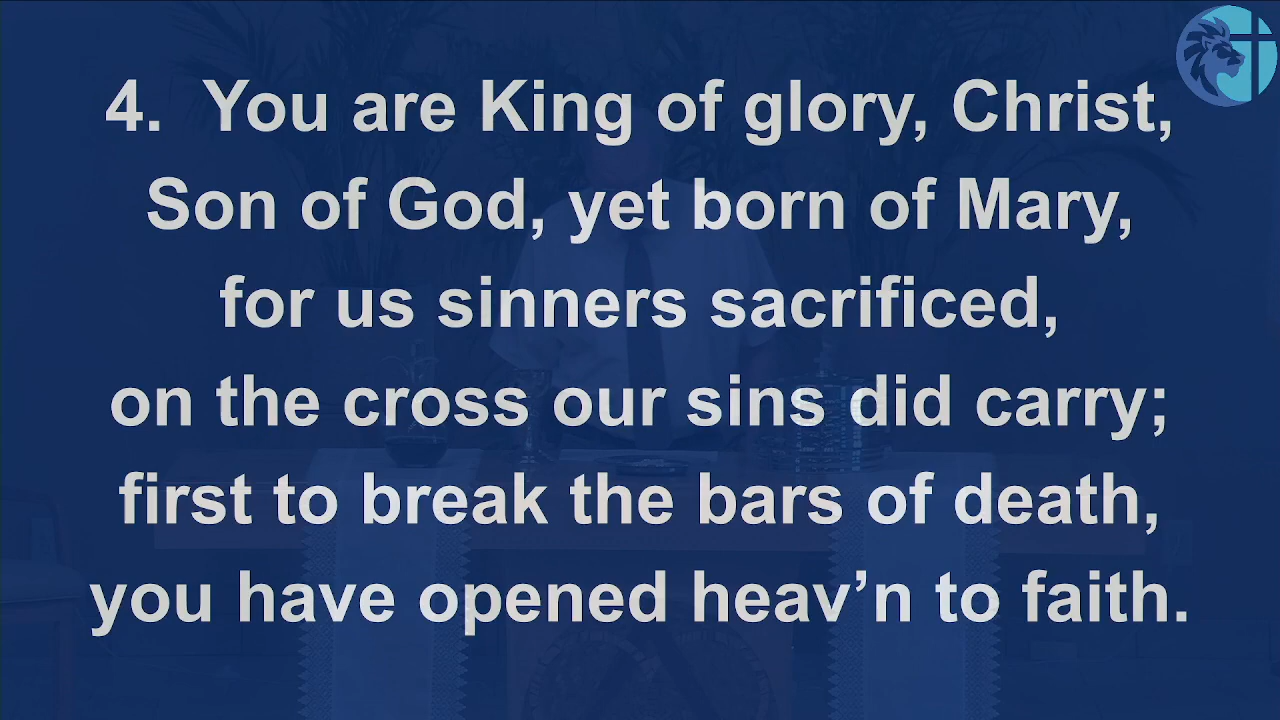 4. You are King of glory, Christ,
Son of God, yet born of Mary,
for us sinners sacrificed,
on the cross our sins did carry;
first to break the bars of death,
you have opened heav’n to faith.